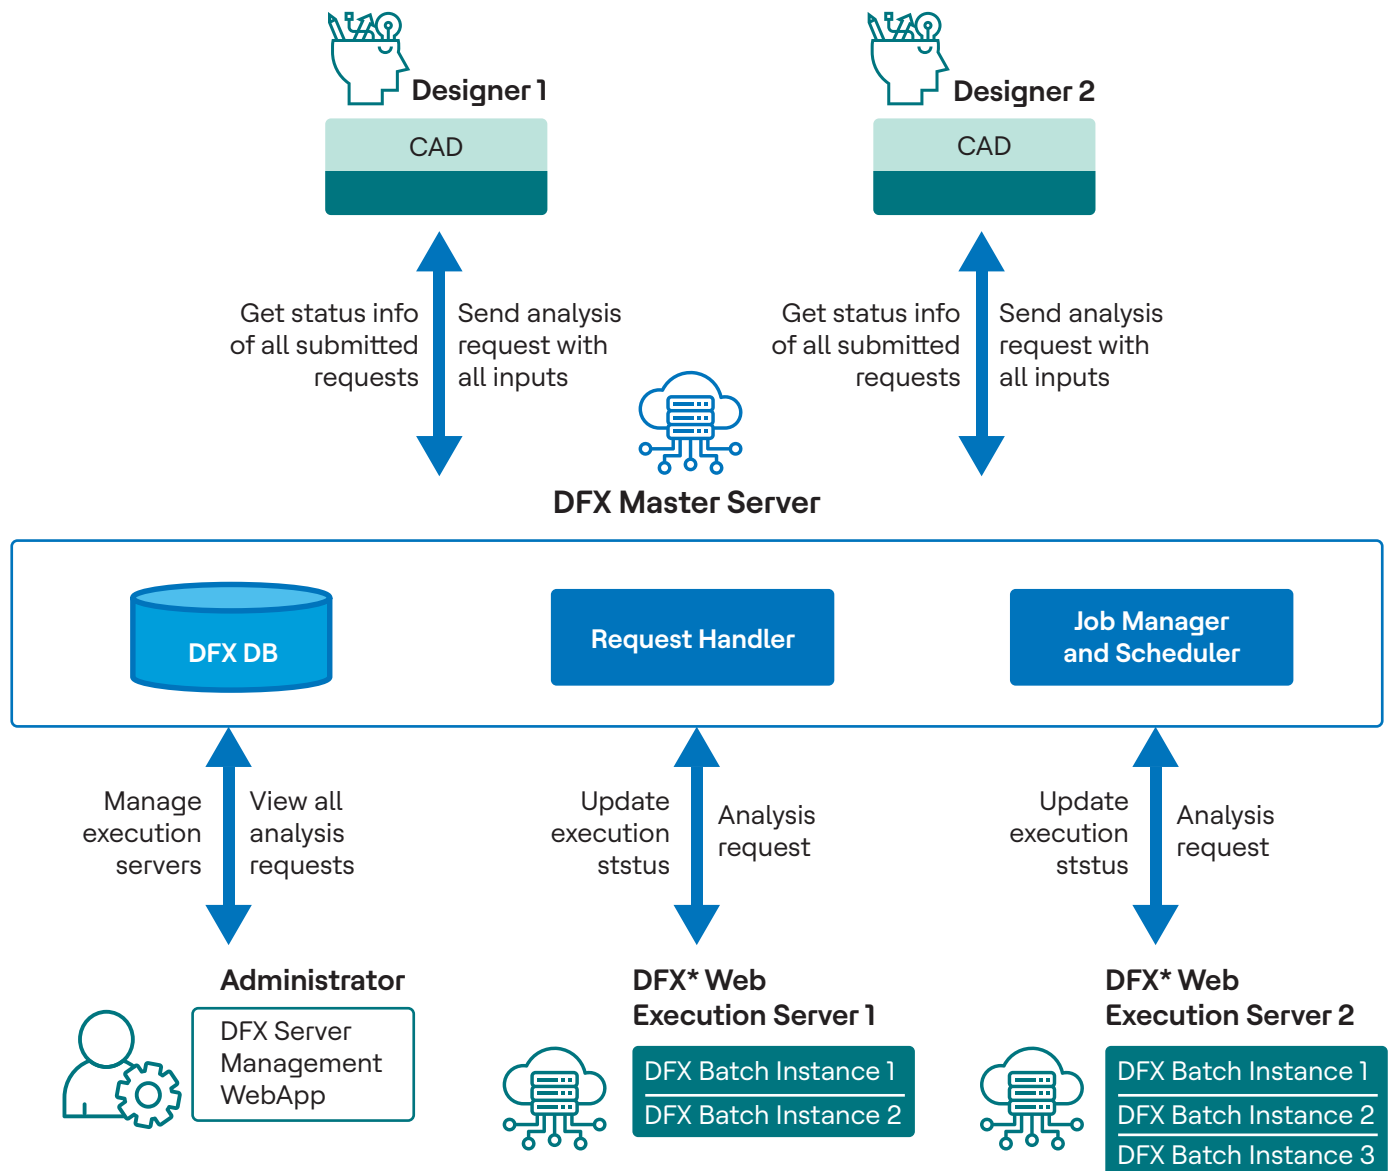 Designer 1
Designer 2
CAD
CAD
Get status info
of all submitted
requests
Send analysis
request with
all inputs
Get status info
of all submitted
requests
Send analysis
request with
all inputs
DFX Master Server
DFX DB
Request Handler
Job Manager
and Scheduler
Manage
execution
servers
View all
analysis
requests
Update
execution
ststus
Analysis
request
Update
execution
ststus
Analysis
request
Administrator
DFX Server
Management
WebApp
DFX* Web
Execution Server 1
DFX Batch Instance 1
DFX Batch Instance 2
DFX* Web
Execution Server 2
DFX Batch Instance 1
DFX Batch Instance 2
DFX Batch Instance 3